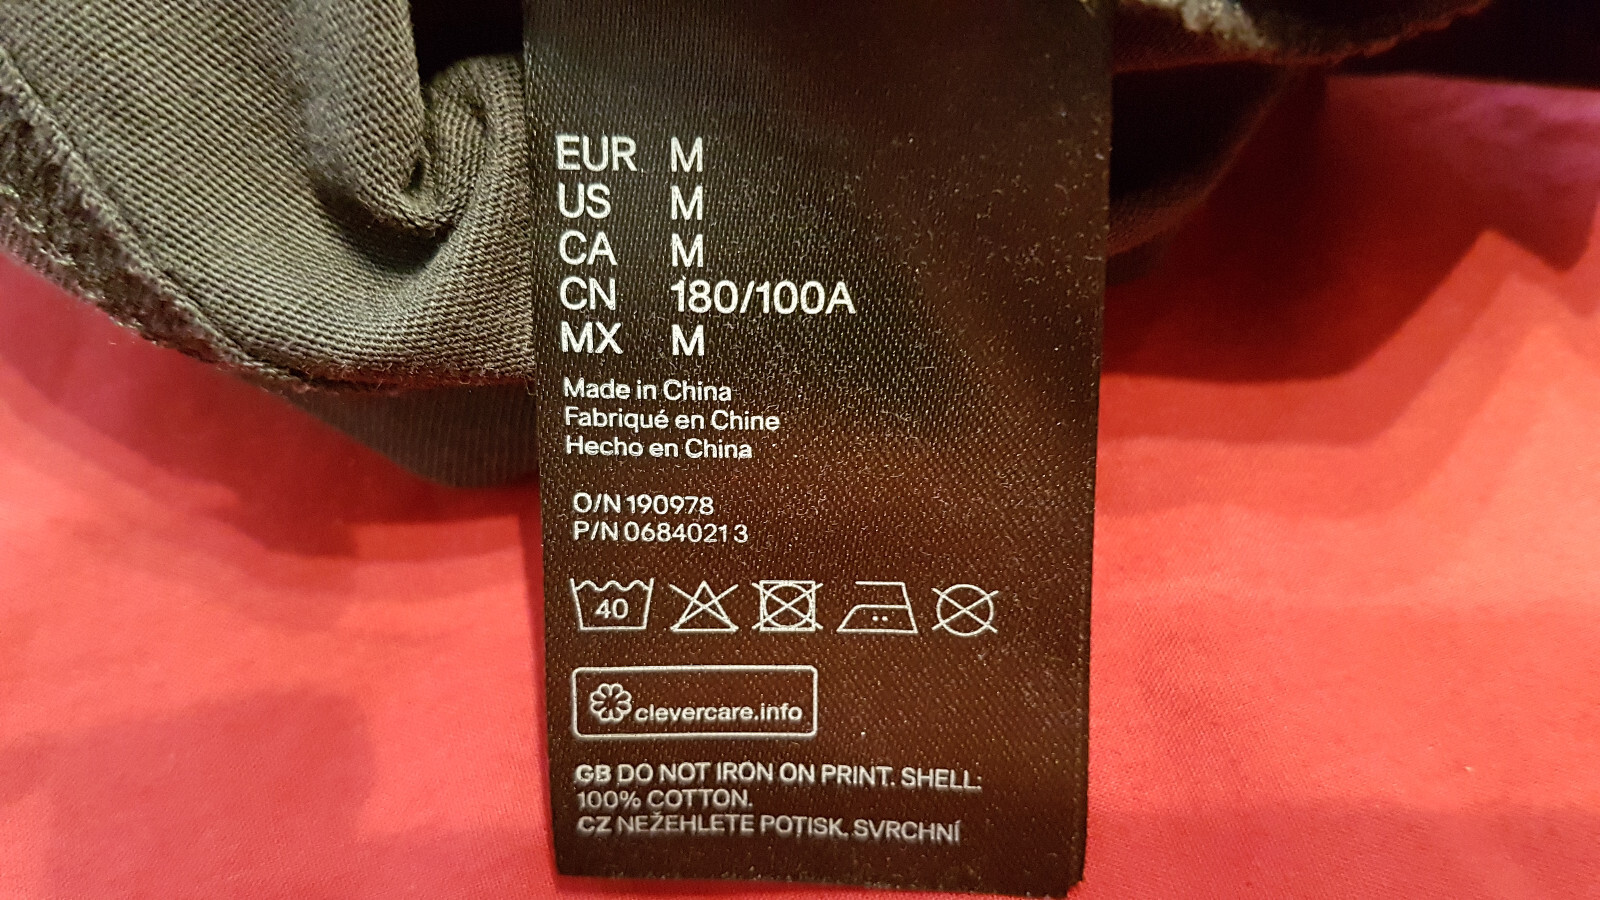 EUR M
US M
CA M
CN 180/100A
MX M
Made in China
Fabriqué en Chine
Hecho en China
O/N 190978
P/N 06840213
40
clevercare.info
GB DO NOT IRON ON PRINT. SHELL:
100% COTTON.
CZ NEŽEHLETE POTISK. SVRCHNÍ